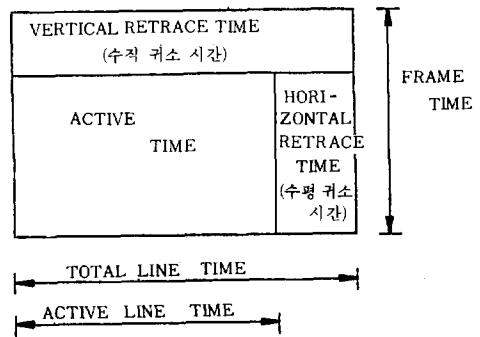 VERTICAL RETRACE TIME
(수직 귀소 시간)
FRAME
TIME
ACTIVE
TIME
HORI-
ZONTAL
RETRACE
TIME
(수평 귀소
시간)
TOTAL LINE TIME
ACTIVE LINE TIME